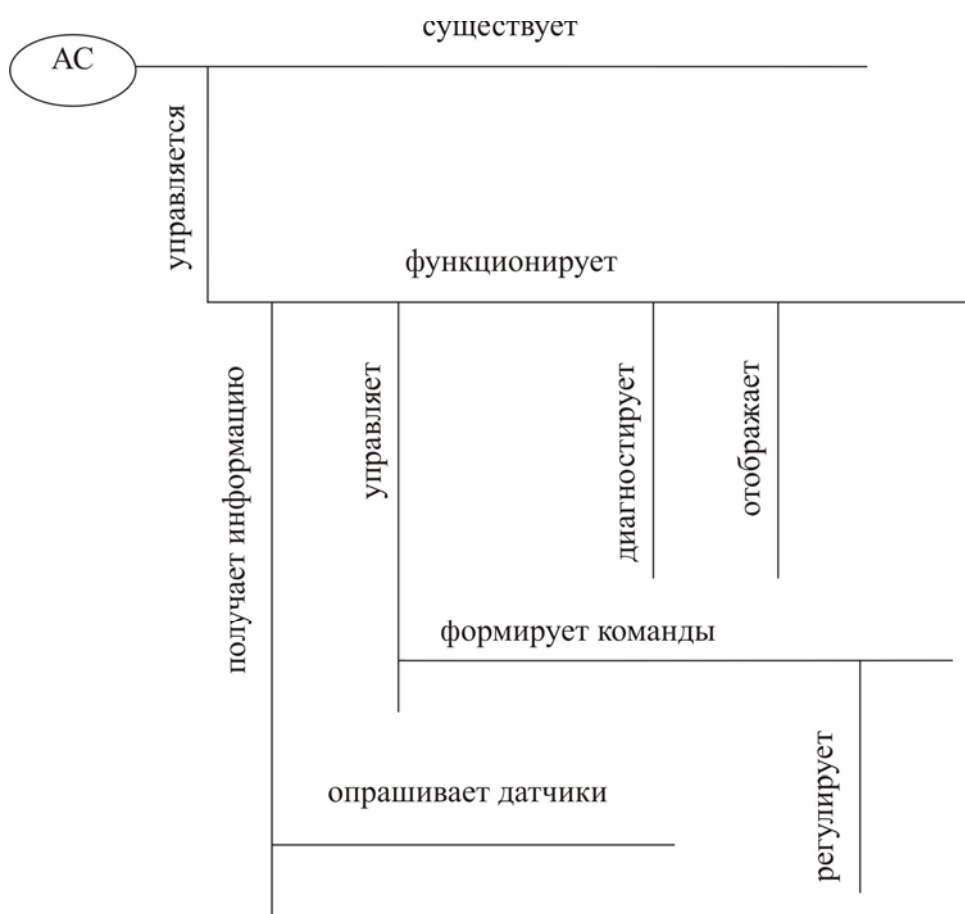 существует
АС
управляется
функционирует
получает информацию
управляет
диагностирует
отображает
формирует команды
регулирует
опрашивает датчики